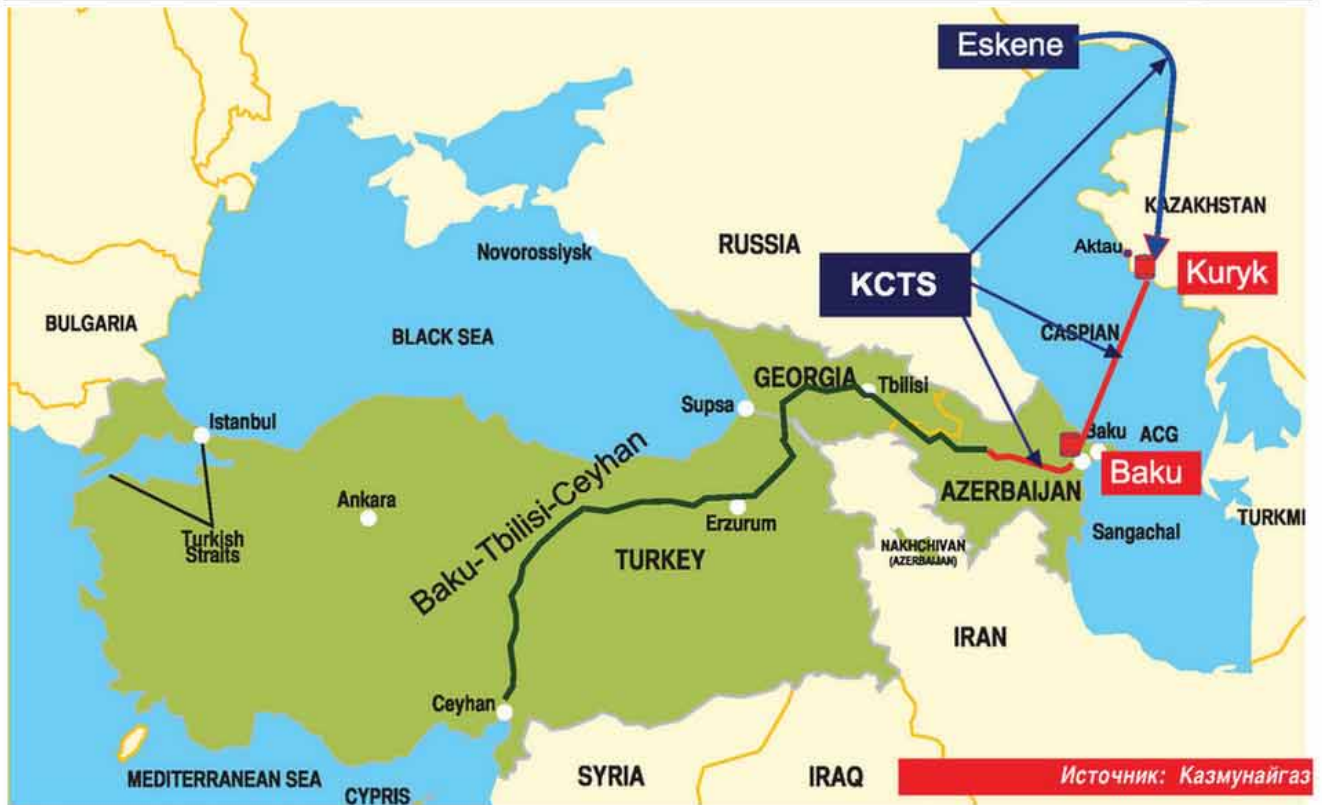 Eskene
KAZAKHSTAN
Aktau
Kuryk
RUSSIA
Novorossiysk
KCTS
BULGARIA
BLACK SEA
CASPIAN
GEORGIA
Tbilisi
Supsa
Istanbul
Baku
ACG
Baku
AZERBAIJAN
Ankara
Baku-Tbilisi-Ceyhan
Erzurum
Turkish
Straits
TURKEY
NAKHCHIVAN
(AZERBAIJAN)
Sangachal
TURKMI
IRAN
Ceyhan
MEDITERRANEAN SEA
CYPRIS
SYRIA
IRAQ
Источник: Казмунайгаз